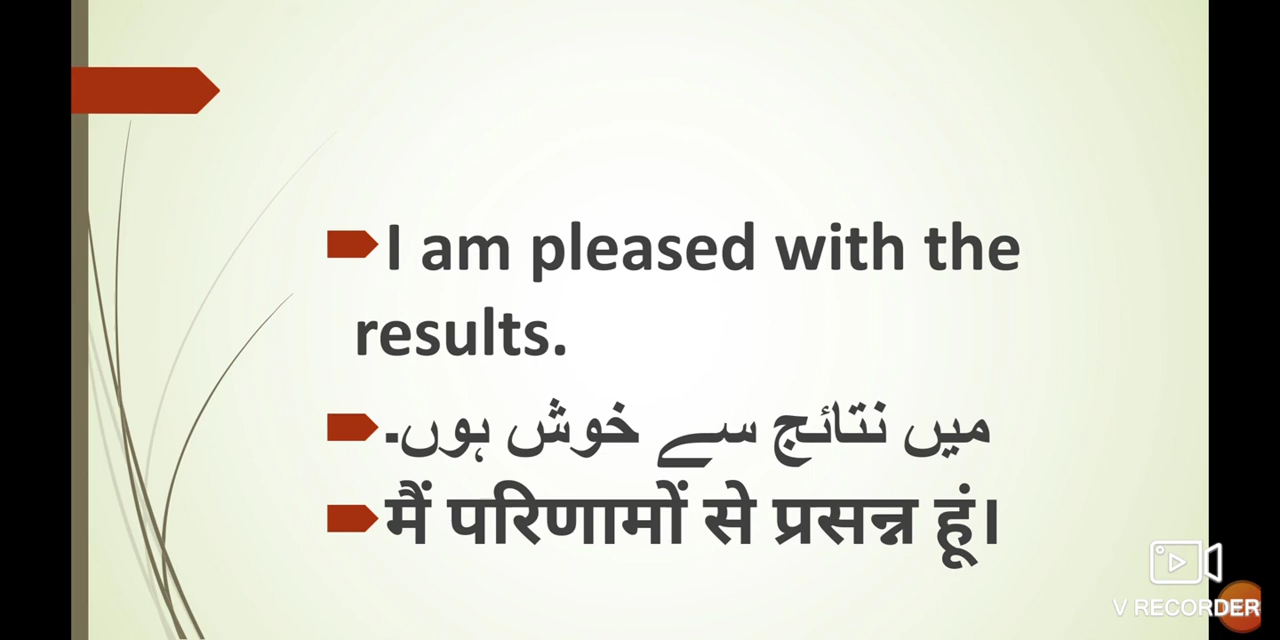 I am pleased with the
results.
میں نتائج سے خوش ہوں۔
मैं परिणामों से प्रसन्न हूं।
V RECORDER